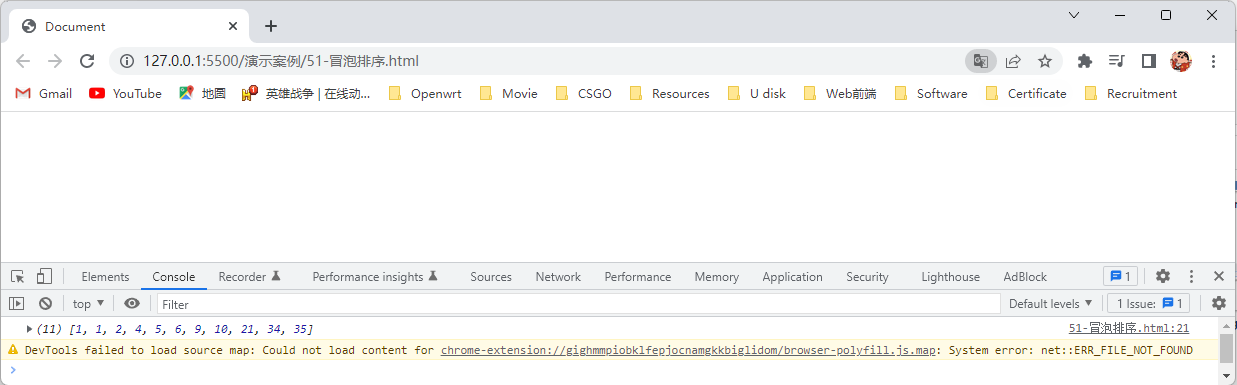 Document
127.0.0.1:5500/演示案例/51-冒泡排序.html
Gmail YouTube 地圖 英雄战争 | 在线动... Openwrt Movie CSGO Resources U disk Web前端 Software Certificate Recruitment
Elements Console Recorder Performance insights Sources Network Performance Memory Application Security Lighthouse AdBlock 1
top Filter Default levels 1 Issue: 1
(11) [1, 1, 2, 4, 5, 6, 9, 10, 21, 34, 35] 51-冒泡排序.html:21
DevTools failed to load source map: Could not load content for chrome-extension://gighmmpiobklfepjocnamgkkbiglidom/browser-polyfill.js.map: System error: net::ERR_FILE_NOT_FOUND